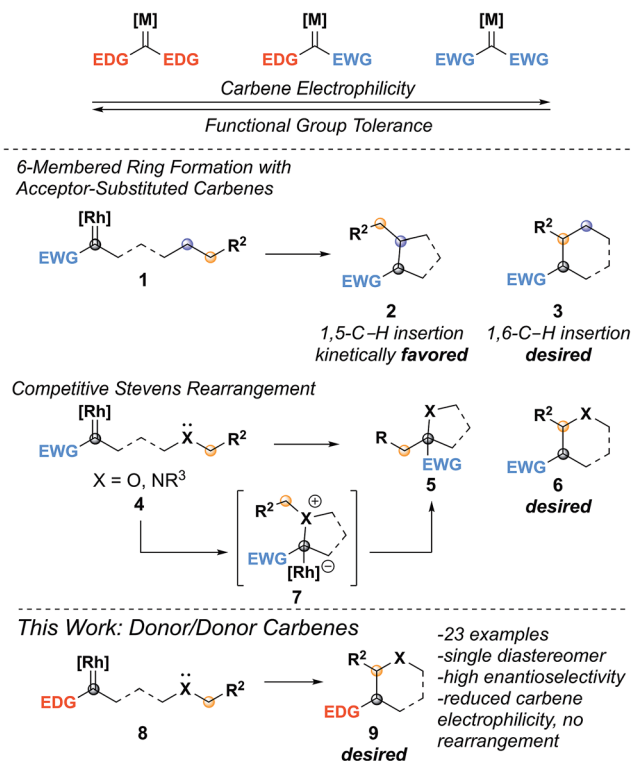 [M] [M] [M]
EDG EDG EDG EWG EWG EWG
Carbene Electrophilicity
Functional Group Tolerance
6-Membered Ring Formation with
Acceptor-Substituted Carbenes
[Rh]
EWG R² R² EWG R² EWG
1 2 3
1,5-C–H insertion 1,6-C–H insertion
kinetically favored desired
Competitive Stevens Rearrangement
[Rh]
EWG X̤ R² R X EWG R² X EWG
X = O, NR³
4 5 6
desired
R² X ⊕
EWG
[Rh] ⊖
7
This Work: Donor/Donor Carbenes
[Rh]
EDG X R² R² X EDG
8 9
desired
-23 examples
-single diastereomer
-high enantioselectivity
-reduced carbene
electrophilicity, no
rearrangement